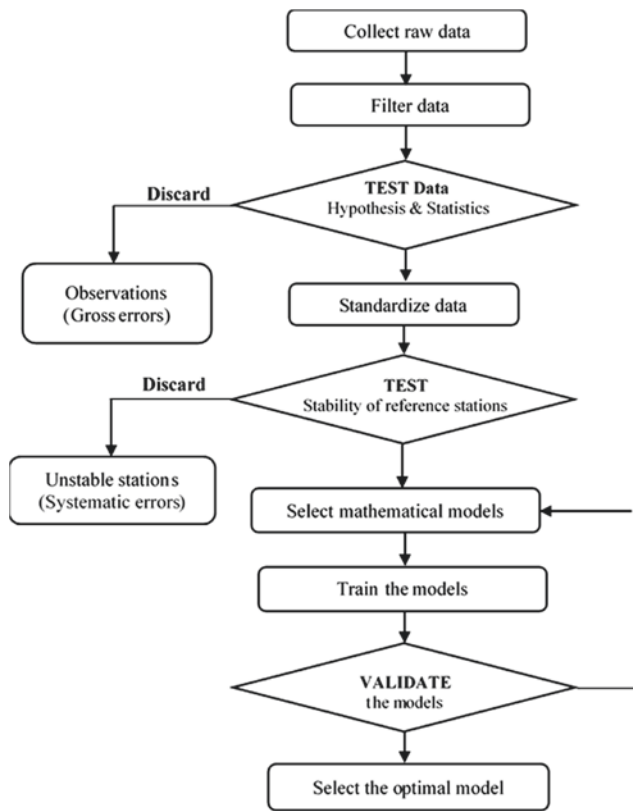 Collect raw data
Filter data
TEST Data
Hypothesis & Statistics
Discard
Observations
(Gross errors)
Standardize data
Discard
TEST
Stability of reference stations
Unstable stations
(Systematic errors)
Select mathematical models
Train the models
VALIDATE
the models
Select the optimal model